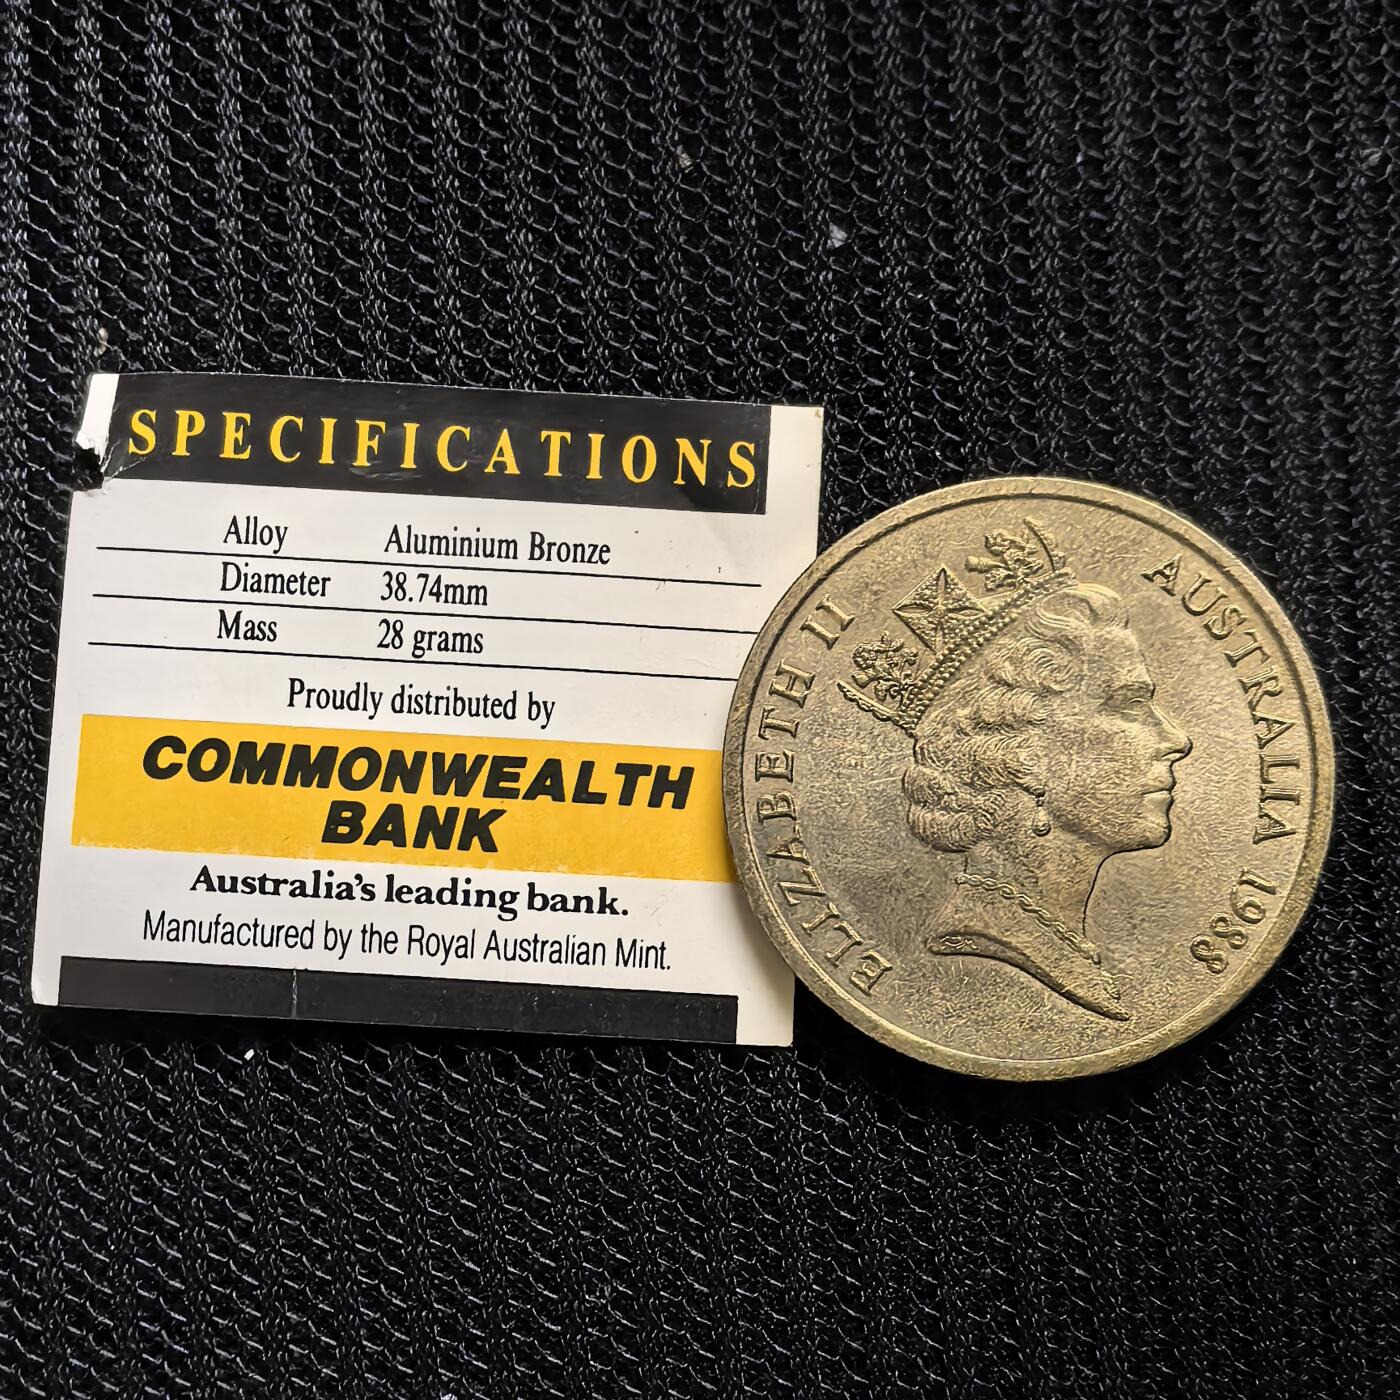 SPECIFICATIONS
Alloy Aluminium Bronze
Diameter 38.74mm
Mass 28 grams
Proudly distributed by
COMMONWEALTH
BANK
Australia's leading bank.
Manufactured by the Royal Australian Mint.
ELIZABETH II
AUSTRALIA 1988